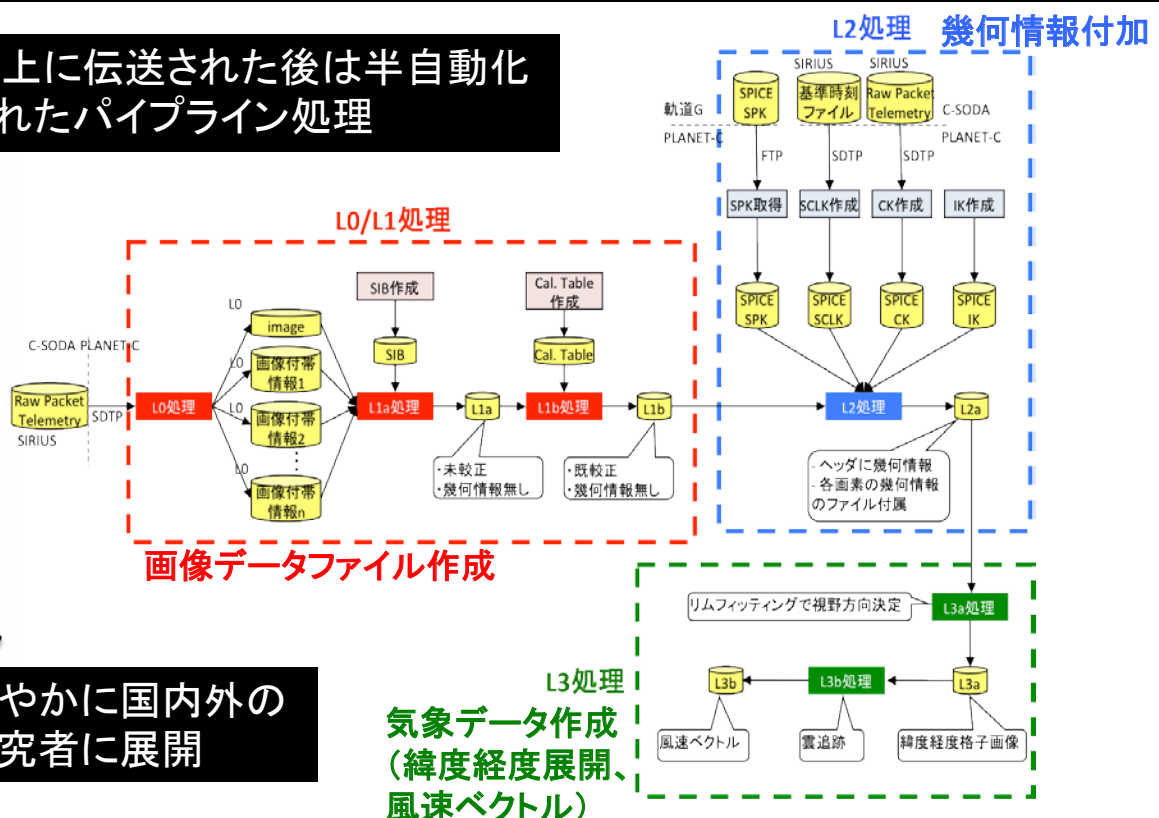 上に伝送された後は半自動化
れたパイプライン処理
L2処理 幾何情報付加
SIRIUS
SIRIUS
SPICE
SPK
基準時刻
ファイル
Raw Packet
Telemetry
軌道G
C-SODA
PLANET-C
PLANET-C
FTP
SDTP
SDTP
SPK取得
SCLK作成
CK作成
IK作成
SPICE
SPK
SPICE
SCLK
SPICE
CK
SPICE
IK
L2処理
L2a
- ヘッダに幾何情報
- 各画素の幾何情報
のファイル付属
L0/L1処理
C-SODA
PLANET-C
Raw Packet
Telemetry
SIRIUS
SDTP
L0処理
L0
image
L0
画像付帯
情報1
L0
画像付帯
情報2
⋮
L0
画像付帯
情報n
SIB作成
SIB
L1a処理
L1a
・未較正
・幾何情報無し
Cal. Table
作成
Cal. Table
L1b処理
L1b
・既較正
・幾何情報無し
画像データファイル作成
リムフィッティングで視野方向決定
L3a処理
L3a
緯度経度格子画像
L3b処理
雲追跡
L3b
風速ベクトル
L3処理
気象データ作成
(緯度経度展開、
風速ベクトル)
やかに国内外の
究者に展開